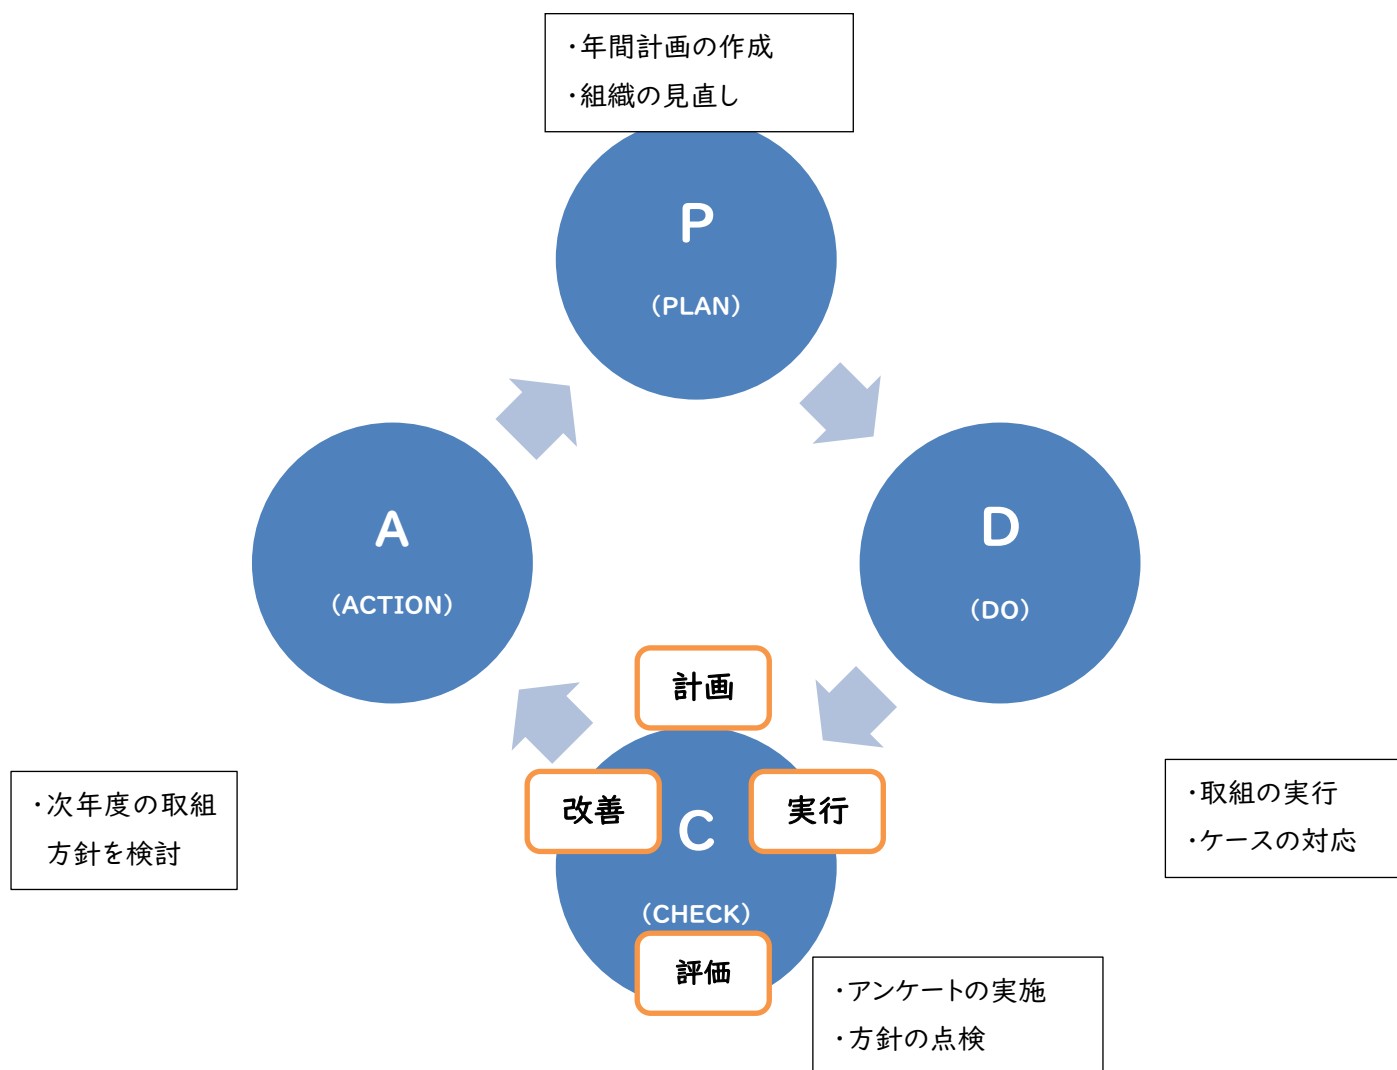 ・年間計画の作成
・組織の見直し
P
(PLAN)
A
(ACTION)
D
(DO)
計画
改善
実行
C
(CHECK)
評価
・次年度の取組
方針を検討
・取組の実行
・ケースの対応
・アンケートの実施
・方針の点検